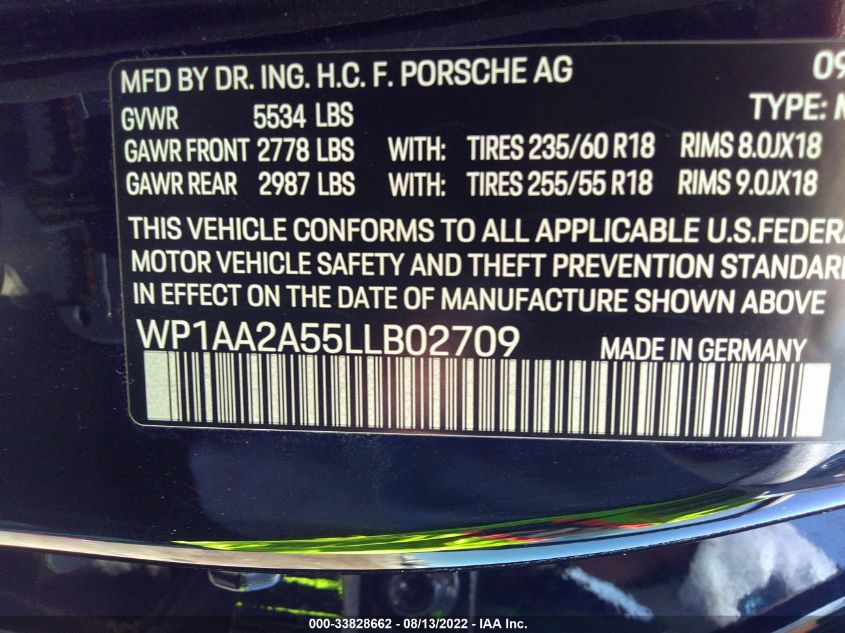 MFD BY DR. ING. H.C. F. PORSCHE AG 09
GVWR 5534 LBS TYPE: M
GAWR FRONT 2778 LBS WITH: TIRES 235/60 R18 RIMS 8.0JX18
GAWR REAR 2987 LBS WITH: TIRES 255/55 R18 RIMS 9.0JX18
THIS VEHICLE CONFORMS TO ALL APPLICABLE U.S.FEDERA
MOTOR VEHICLE SAFETY AND THEFT PREVENTION STANDARD
IN EFFECT ON THE DATE OF MANUFACTURE SHOWN ABOVE
WP1AA2A55LLB02709 MADE IN GERMANY
000-33828662 - 08/13/2022 - IAA Inc.